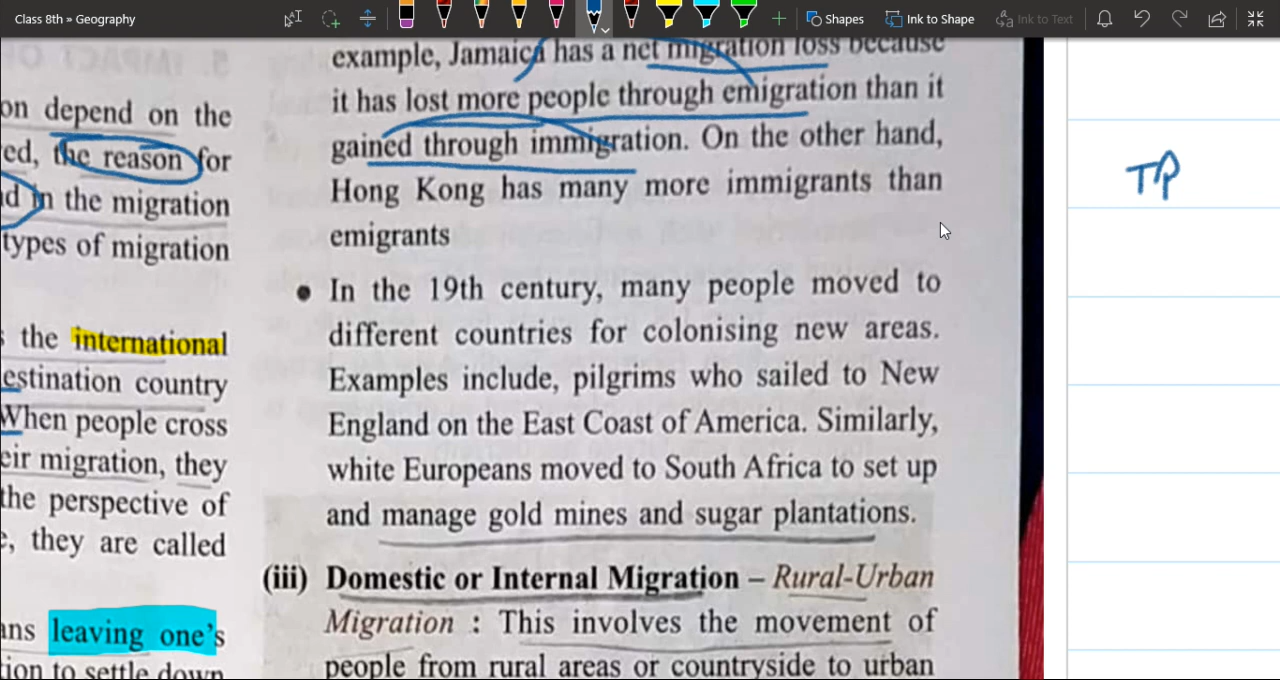 Class 8th » Geography
Shapes
Ink to Shape
Ink to Text
on depend on the
ed, the reason for
d in the migration
types of migration
the international
estination country
When people cross
eir migration, they
the perspective of
e, they are called
ans leaving one's
ion to settle down
example, Jamaica has a net migration loss because
it has lost more people through emigration than it
gained through immigration. On the other hand,
Hong Kong has many more immigrants than
emigrants
• In the 19th century, many people moved to
different countries for colonising new areas.
Examples include, pilgrims who sailed to New
England on the East Coast of America. Similarly,
white Europeans moved to South Africa to set up
and manage gold mines and sugar plantations.
(iii) Domestic or Internal Migration – Rural-Urban
Migration : This involves the movement of
people from rural areas or countryside to urban